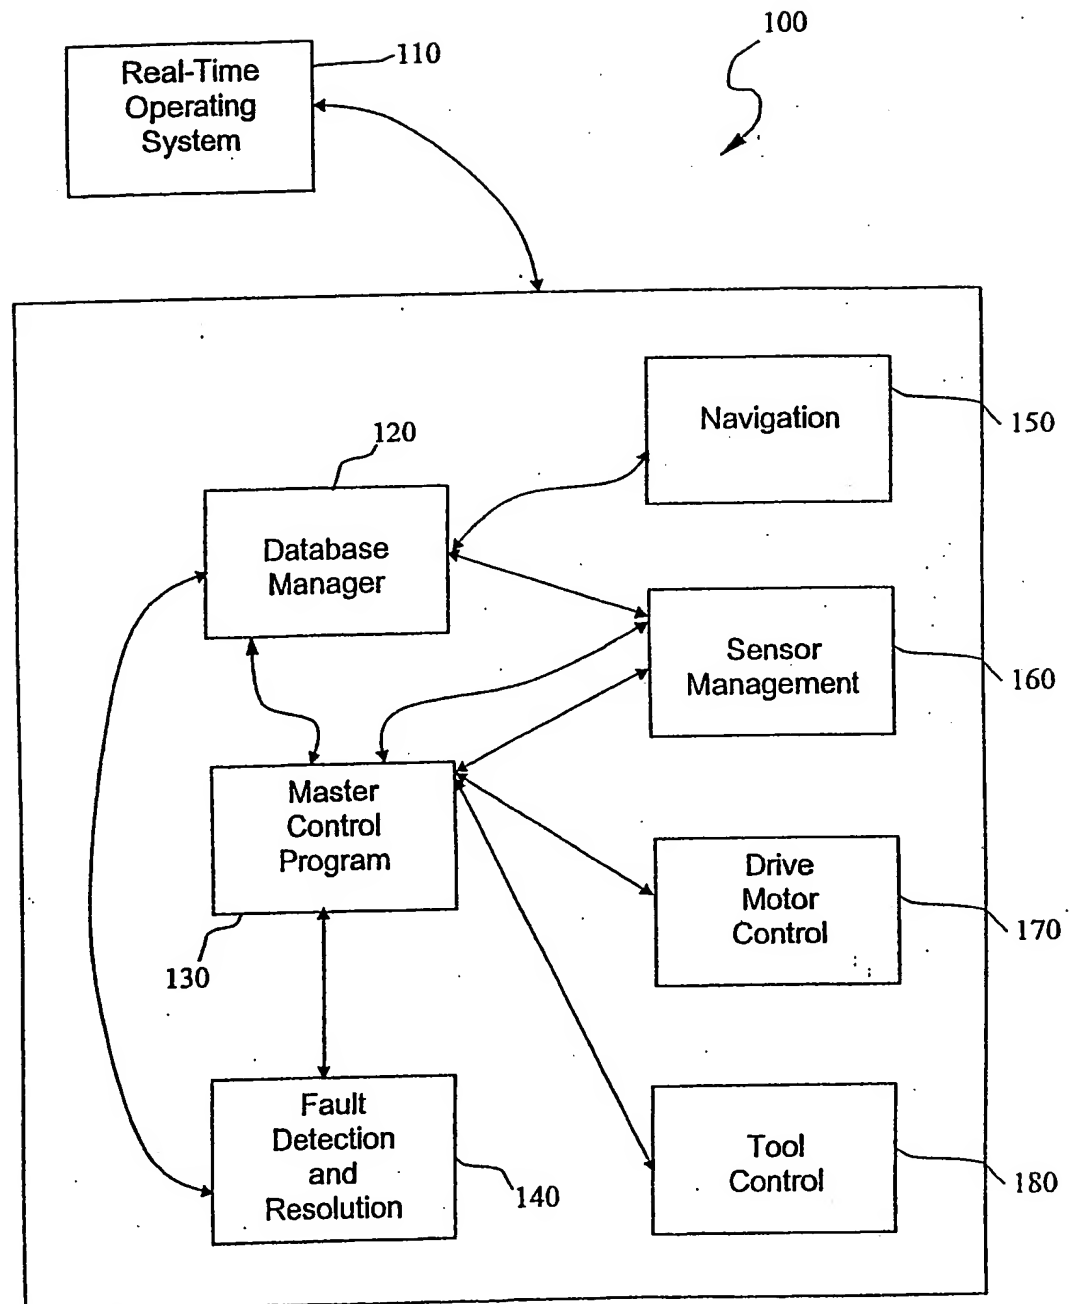 100
110
Real-Time
Operating
System
150
Navigation
120
Database
Manager
Sensor
Management
160
Master
Control
Program
Drive
Motor
Control
170
130
Fault
Detection
and
Resolution
140
Tool
Control
180